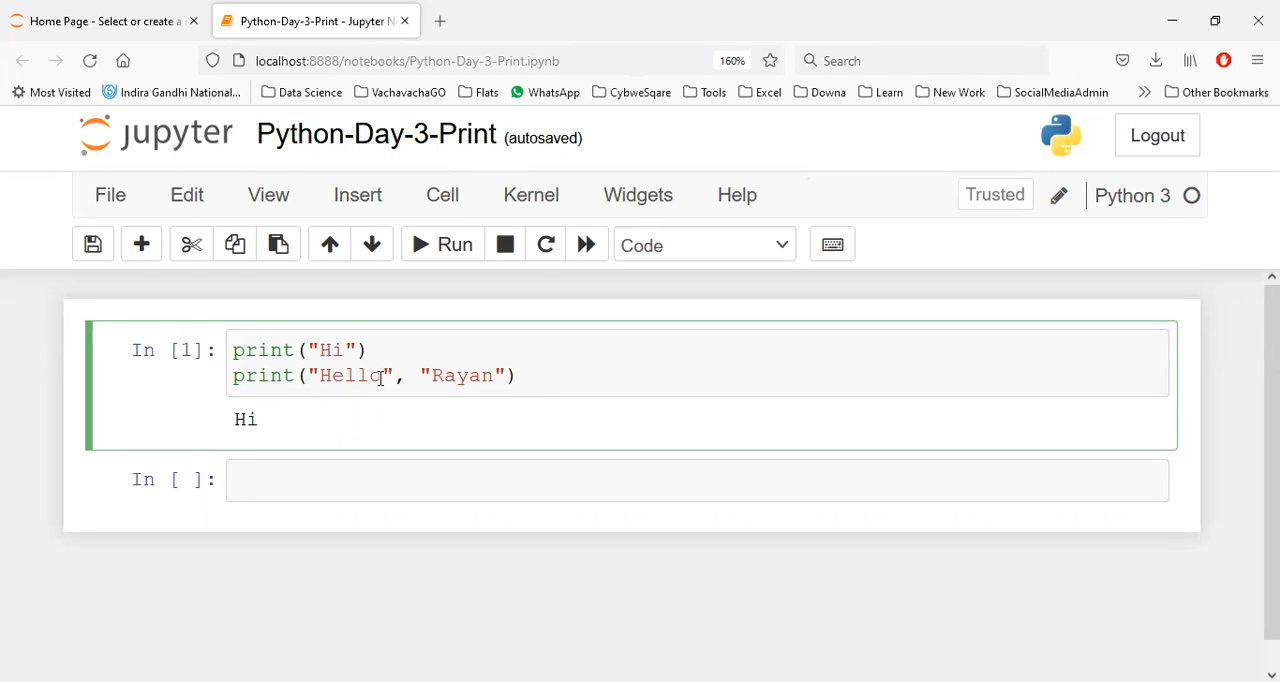 Home Page - Select or create a
Python-Day-3-Print - Jupyter N
localhost:8888/notebooks/Python-Day-3-Print.ipynb
160%
Search
Most Visited
Indira Gandhi National...
Data Science
VachavachaGO
Flats
WhatsApp
CybweSqare
Tools
Excel
Downa
Learn
New Work
SocialMediaAdmin
Other Bookmarks
jupyter Python-Day-3-Print (autosaved)
Logout
File Edit View Insert Cell Kernel Widgets Help
Trusted
Python 3
Run
Code
In [1]: print("Hi")
print("Hello", "Rayan")
Hi
In [ ]: